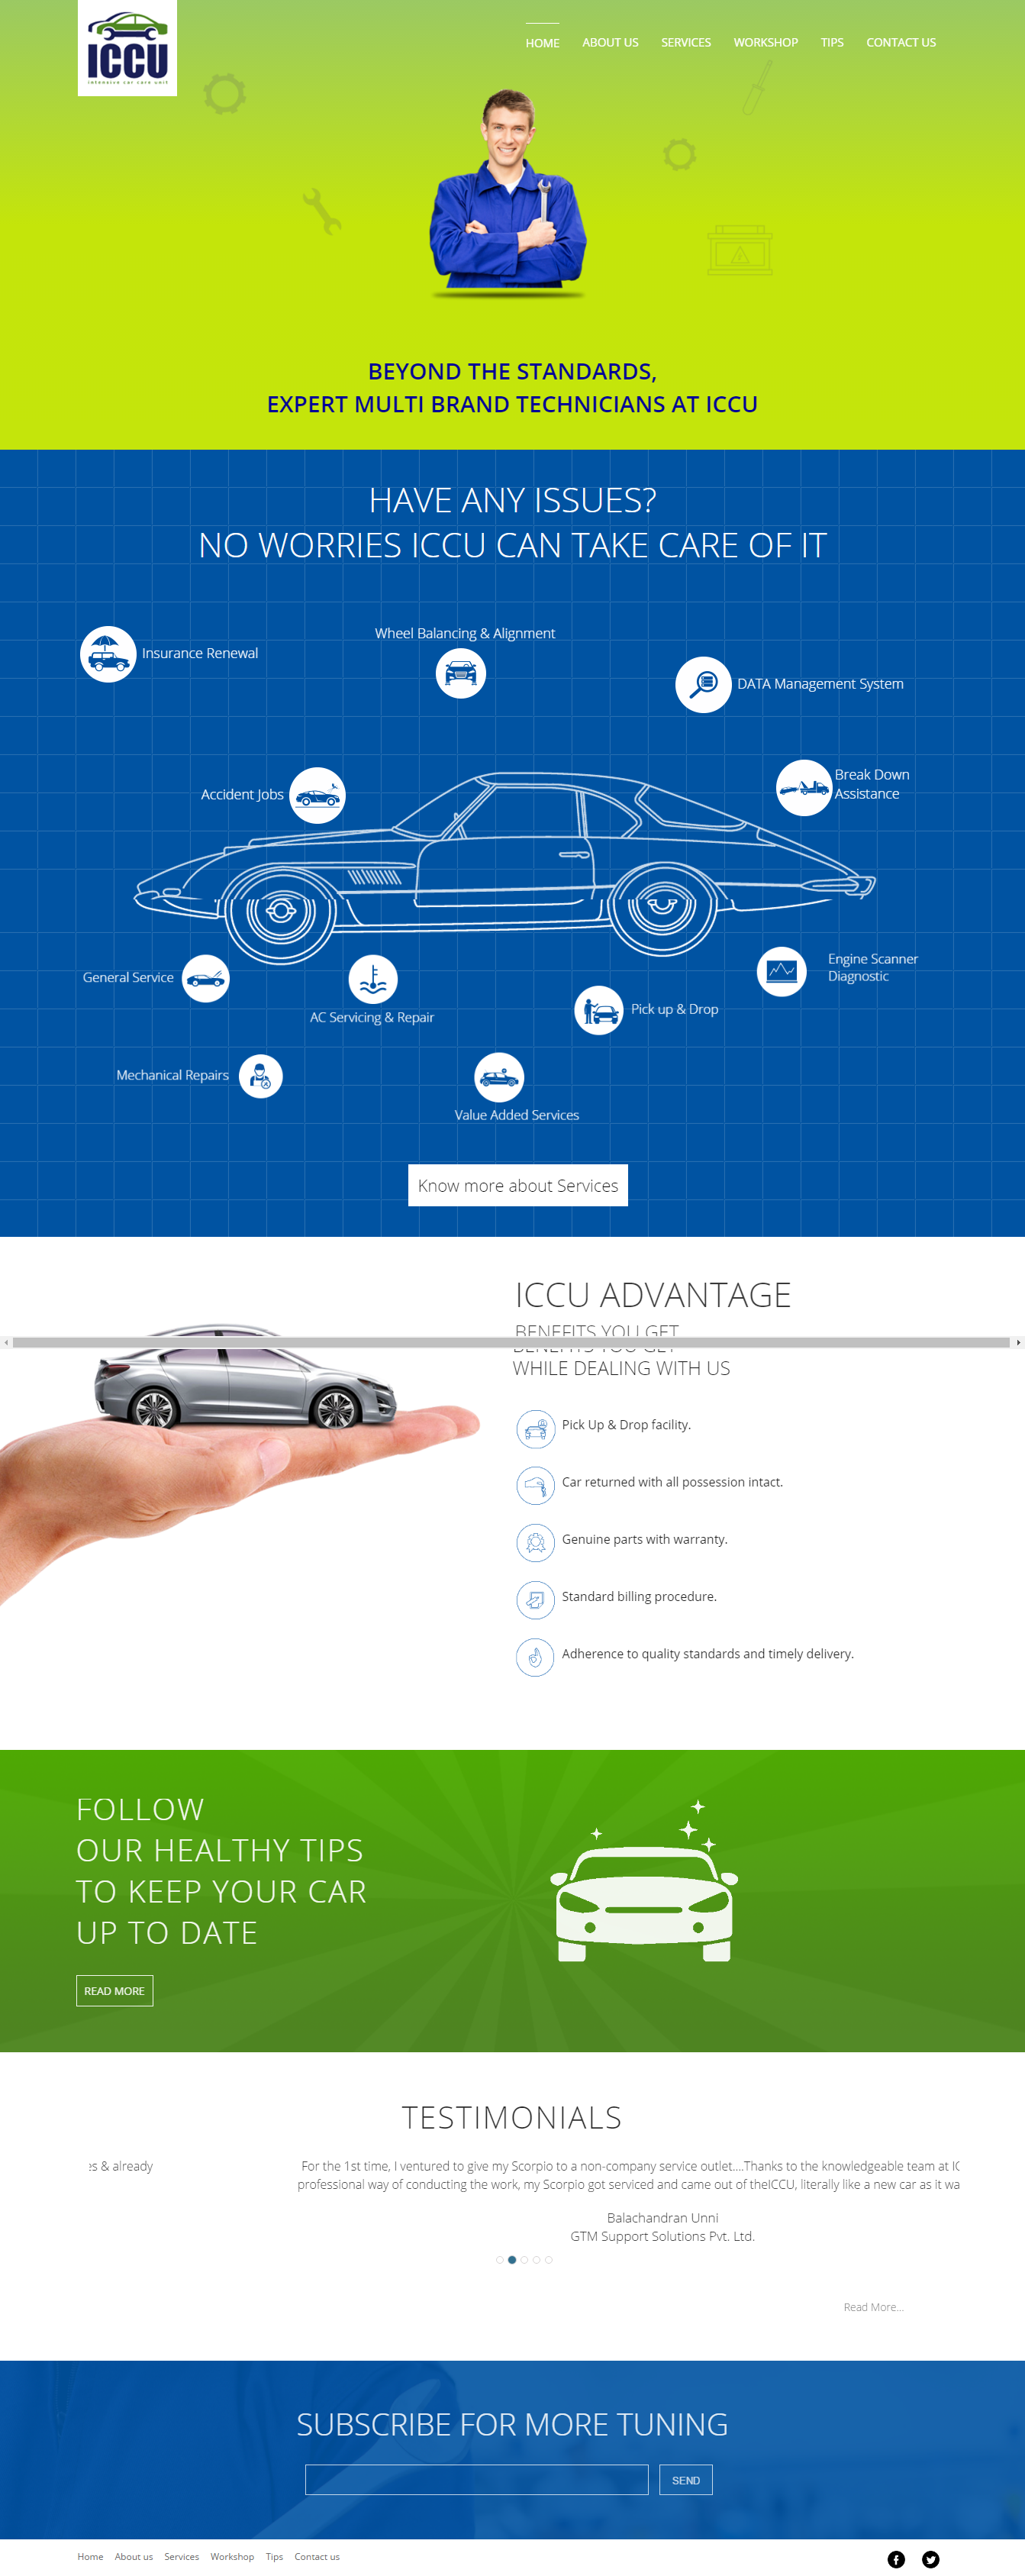 ICCU
intensive car care unit
HOME ABOUT US SERVICES WORKSHOP TIPS CONTACT US
BEYOND THE STANDARDS,
EXPERT MULTI BRAND TECHNICIANS AT ICCU
HAVE ANY ISSUES?
NO WORRIES ICCU CAN TAKE CARE OF IT
Insurance Renewal
Wheel Balancing & Alignment
DATA Management System
Accident Jobs
Break Down
Assistance
General Service
AC Servicing & Repair
Engine Scanner
Diagnostic
Pick up & Drop
Mechanical Repairs
Value Added Services
Know more about Services
ICCU ADVANTAGE
BENEFITS YOU GET
BENEFITS YOU GET
WHILE DEALING WITH US
Pick Up & Drop facility.
Car returned with all possession intact.
Genuine parts with warranty.
Standard billing procedure.
Adherence to quality standards and timely delivery.
FOLLOW
OUR HEALTHY TIPS
TO KEEP YOUR CAR
UP TO DATE
READ MORE
TESTIMONIALS
es & already
For the 1st time, I ventured to give my Scorpio to a non-company service outlet....Thanks to the knowledgeable team at IC
professional way of conducting the work, my Scorpio got serviced and came out of theICCU, literally like a new car as it wa
Balachandran Unni
GTM Support Solutions Pvt. Ltd.
Read More...
SUBSCRIBE FOR MORE TUNING
SEND
Home About us Services Workshop Tips Contact us